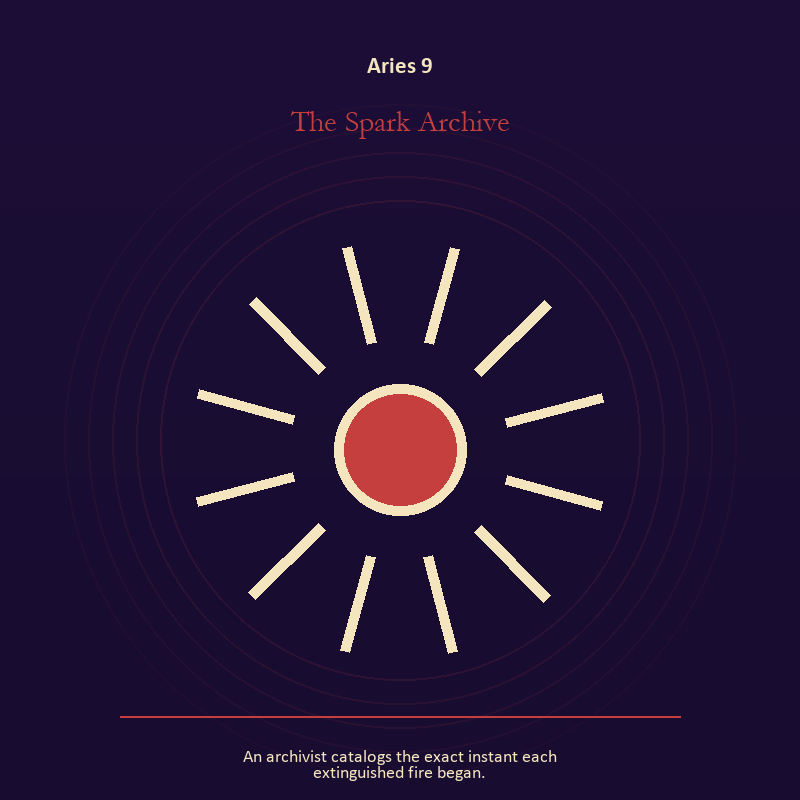 Aries 9
The Spark Archive
An archivist catalogs the exact instant each
extinguished fire began.